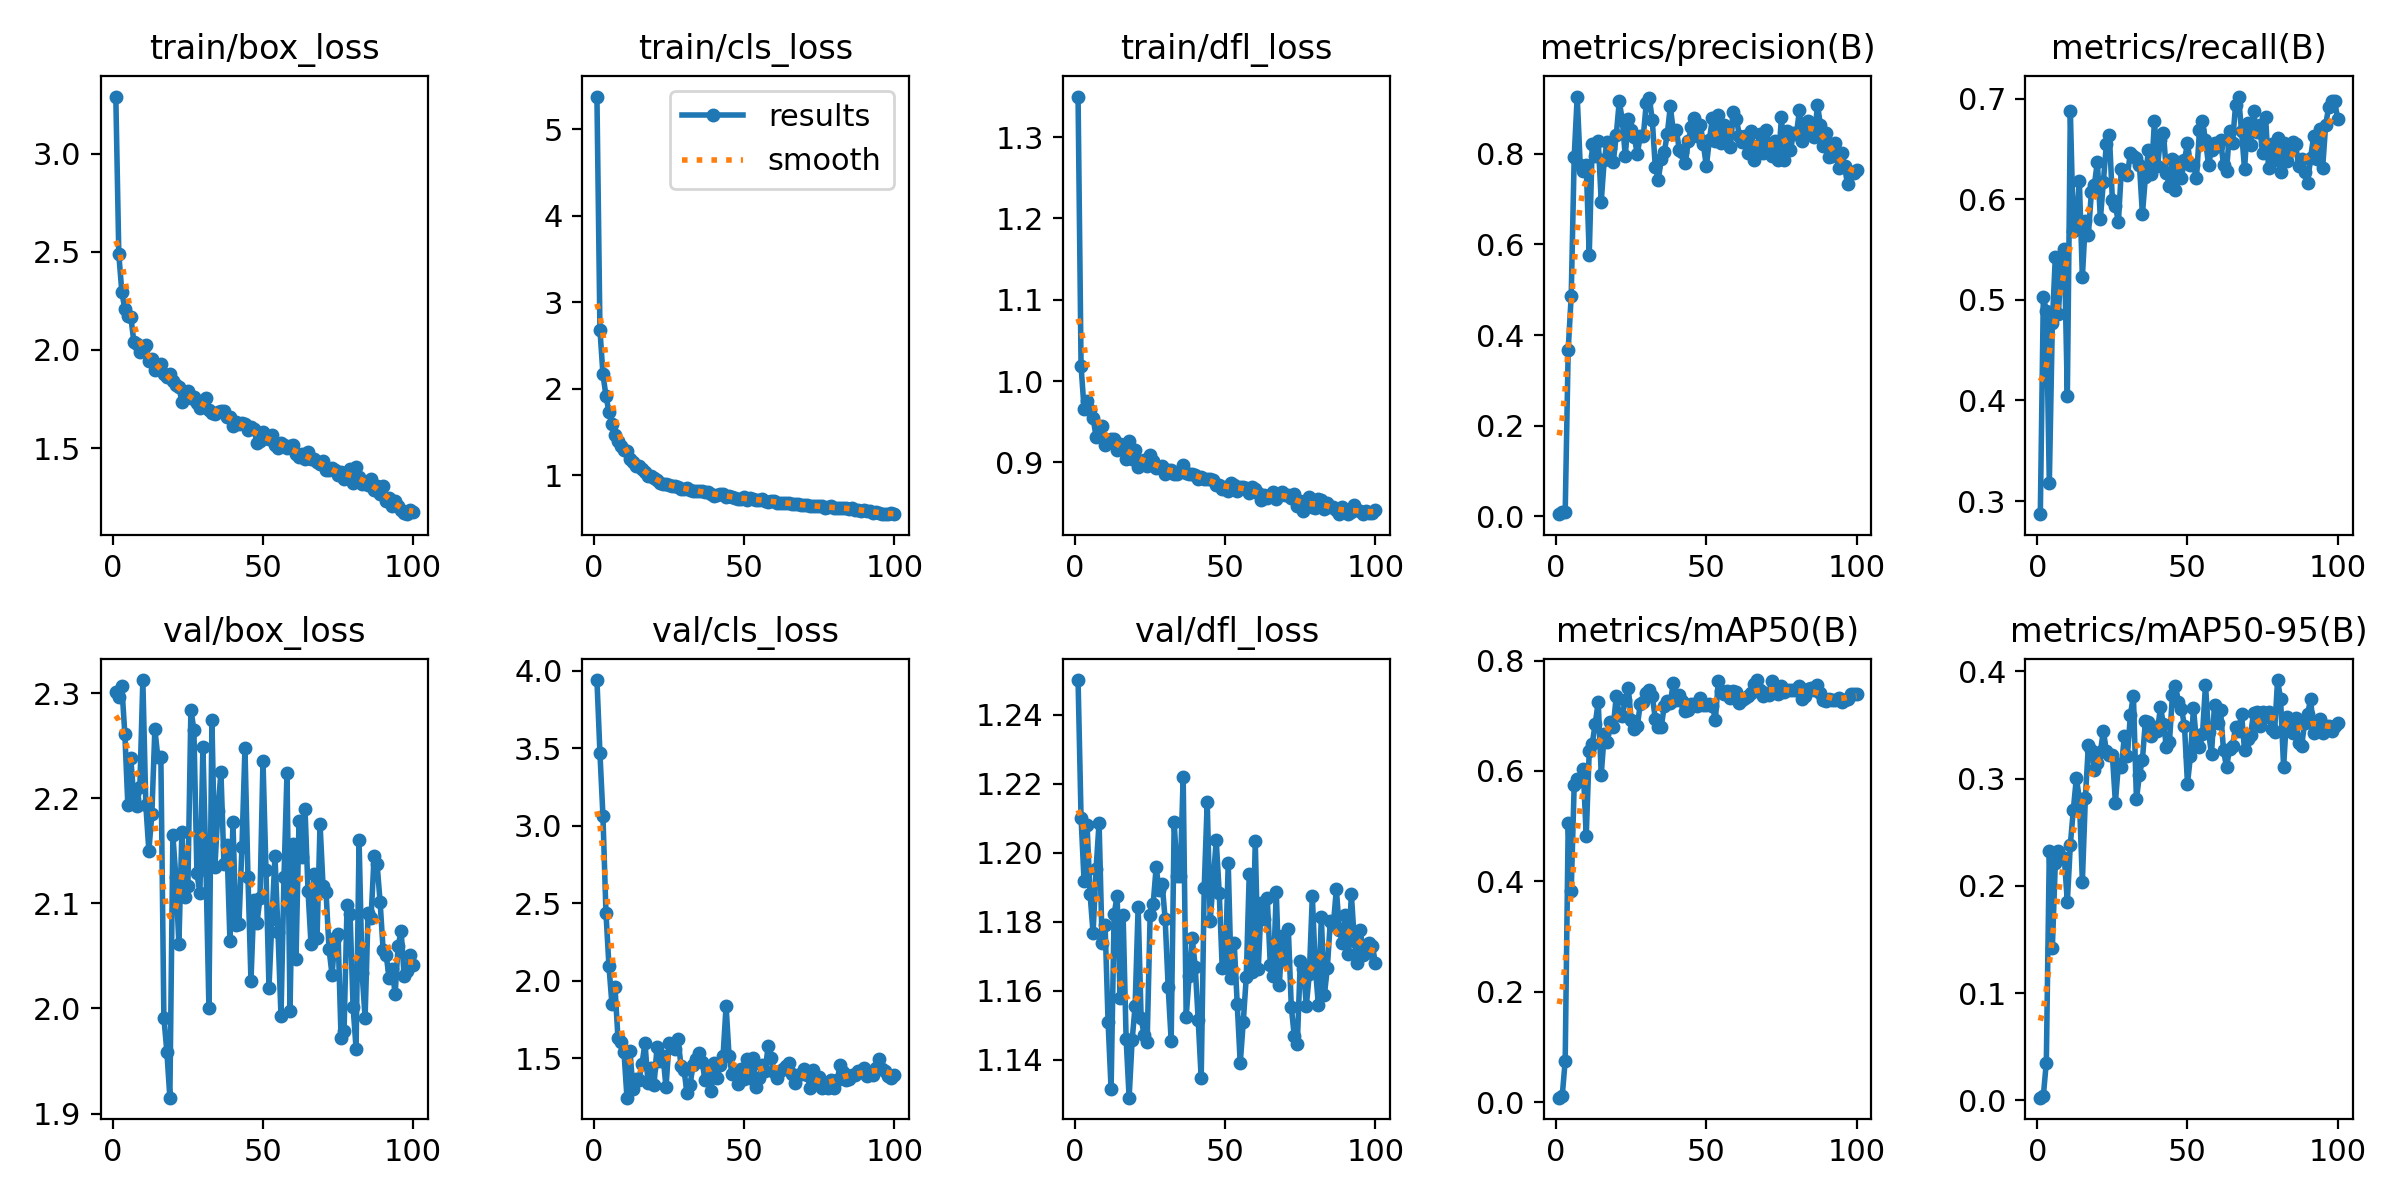 train/box_loss
3.0
2.5
2.0
1.5
0 50 100
train/cls_loss
results
smooth
5
4
3
2
1
0 50 100
train/dfl_loss
1.3
1.2
1.1
1.0
0.9
0 50 100
metrics/precision(B)
0.8
0.6
0.4
0.2
0.0
0 50 100
metrics/recall(B)
0.7
0.6
0.5
0.4
0.3
0 50 100
val/box_loss
2.3
2.2
2.1
2.0
1.9
0 50 100
val/cls_loss
4.0
3.5
3.0
2.5
2.0
1.5
0 50 100
val/dfl_loss
1.24
1.22
1.20
1.18
1.16
1.14
0 50 100
metrics/mAP50(B)
0.8
0.6
0.4
0.2
0.0
0 50 100
metrics/mAP50-95(B)
0.4
0.3
0.2
0.1
0.0
0 50 100